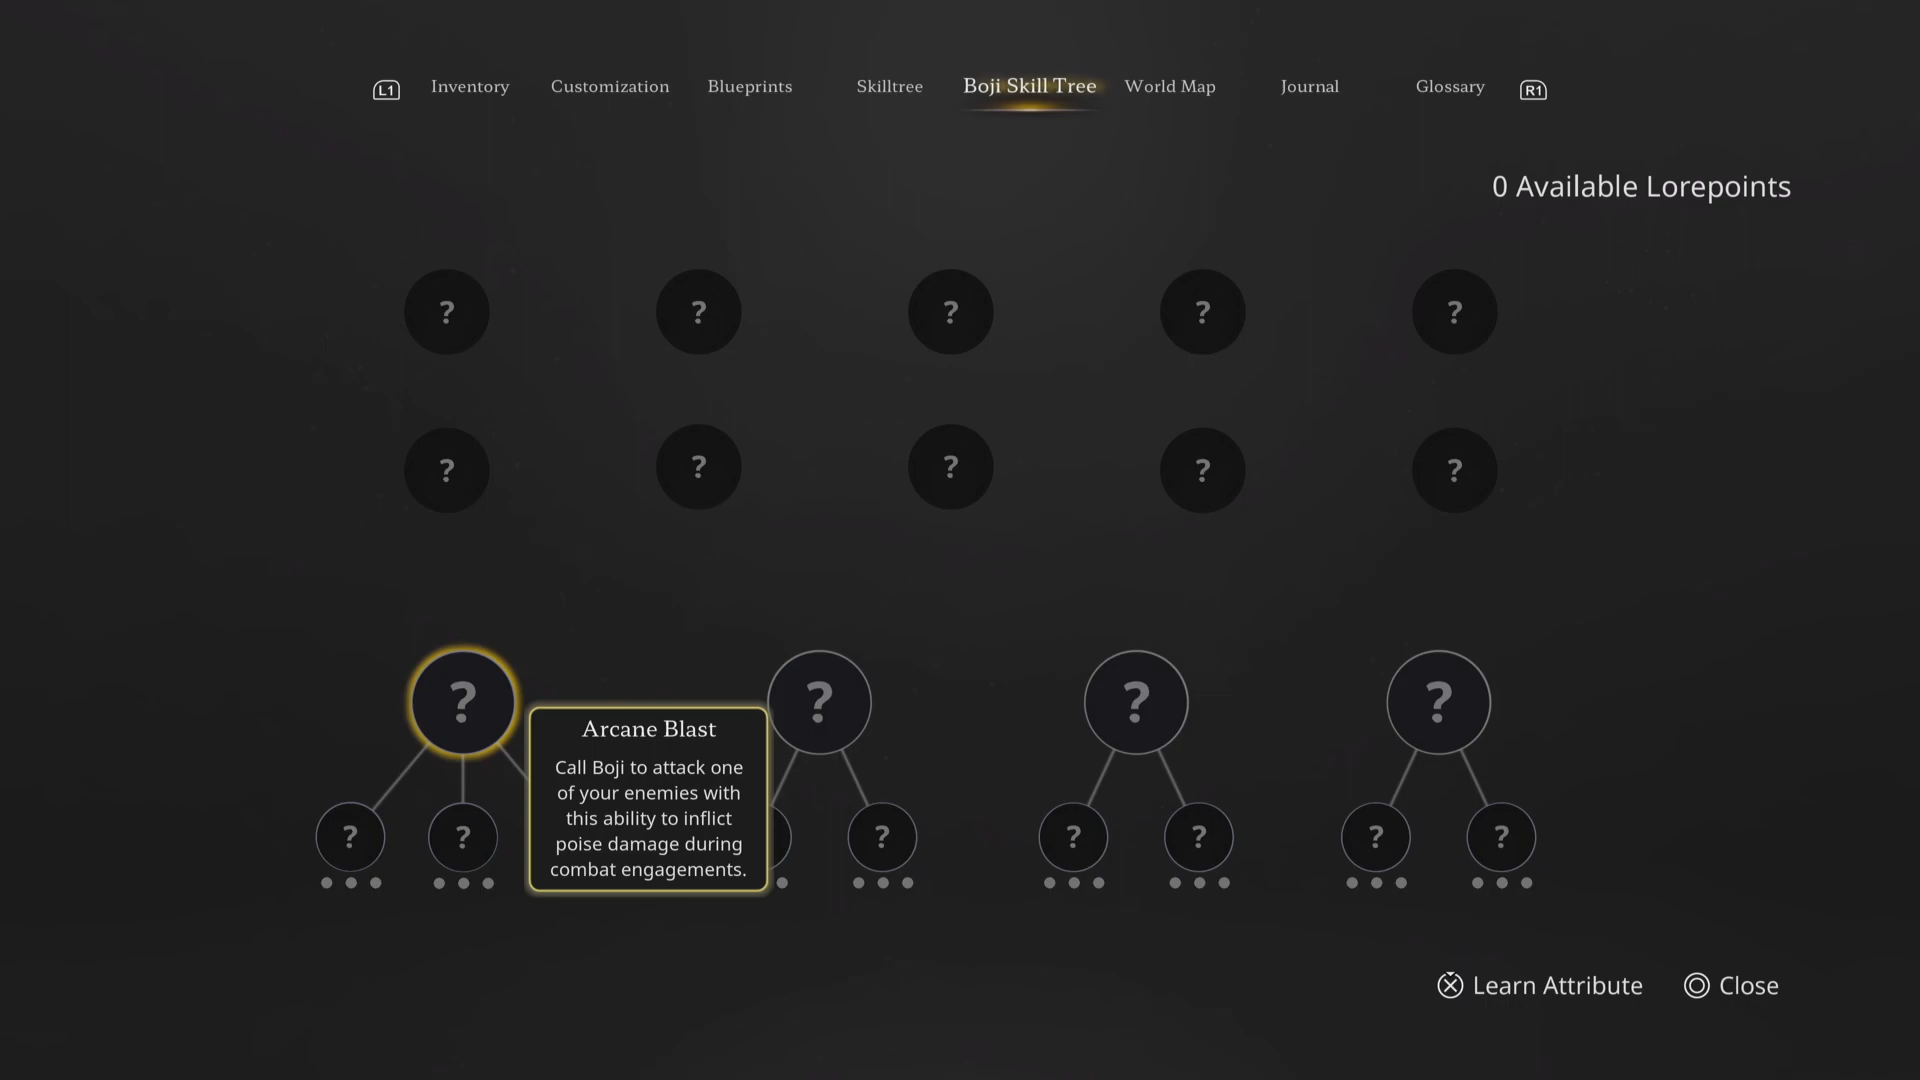 L1 Inventory Customization Blueprints Skilltree Boji Skill Tree World Map Journal Glossary R1
0 Available Lorepoints
? ? ? ? ?
? ? ? ? ?
? ? ? ?
Arcane Blast
Call Boji to attack one
of your enemies with
this ability to inflict
poise damage during
combat engagements.
? ? ? ? ? ? ?
Learn Attribute Close